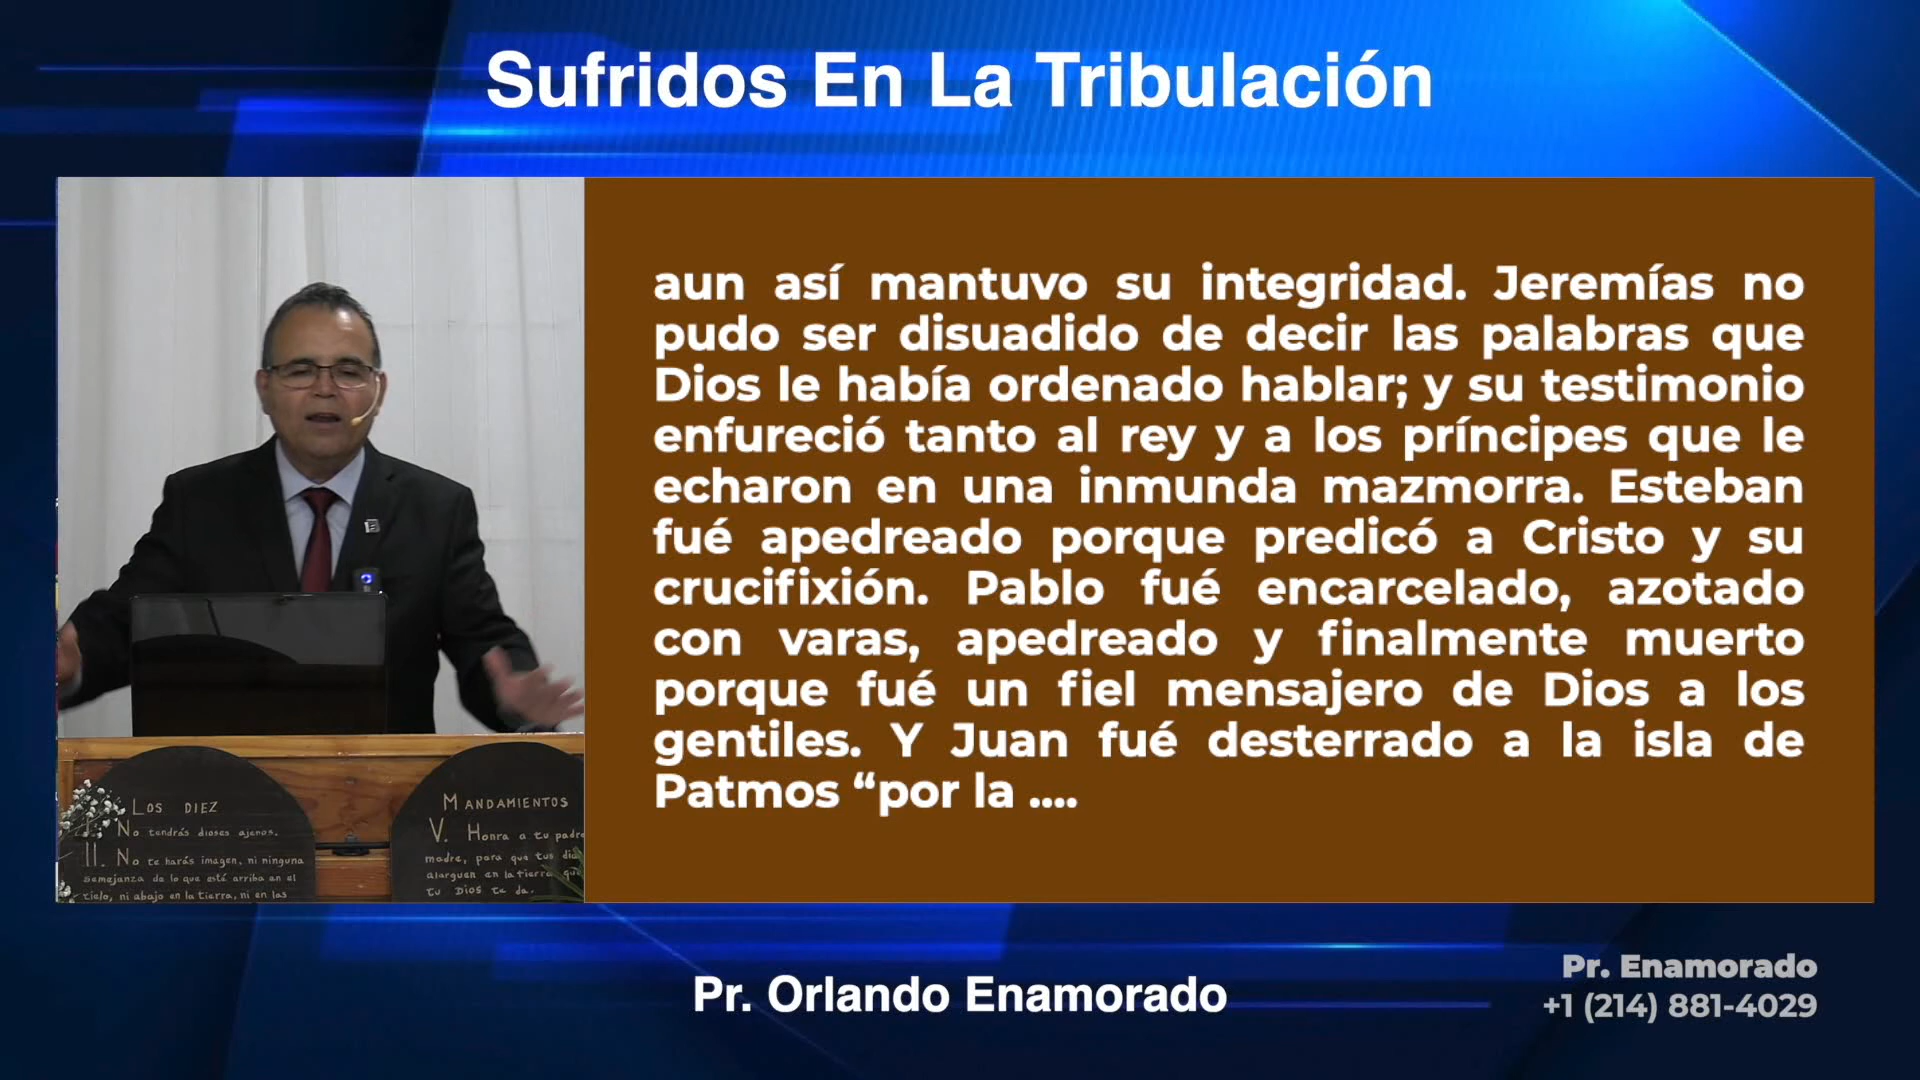 Sufridos En La Tribulación
aun así mantuvo su integridad. Jeremías no
pudo ser disuadido de decir las palabras que
Dios le había ordenado hablar; y su testimonio
enfureció tanto al rey y a los príncipes que le
echaron en una inmunda mazmorra. Esteban
fué apedreado porque predicó a Cristo y su
crucifixión. Pablo fué encarcelado, azotado
con varas, apedreado y finalmente muerto
porque fué un fiel mensajero de Dios a los
gentiles. Y Juan fué desterrado a la isla de
Patmos “por la ....
LOS DIEZ
No tendrás dioses ajenos.
II. No te harás imagen, ni ninguna
semejanza de lo que está arriba en el
cielo, ni abajo en la tierra, ni en las
MANDAMIENTOS
V. Honra a tu padre
madre, para que tus
alarguen en la tierra
tu DIOS te da.
Pr. Orlando Enamorado
Pr. Enamorado
+1 (214) 881-4029